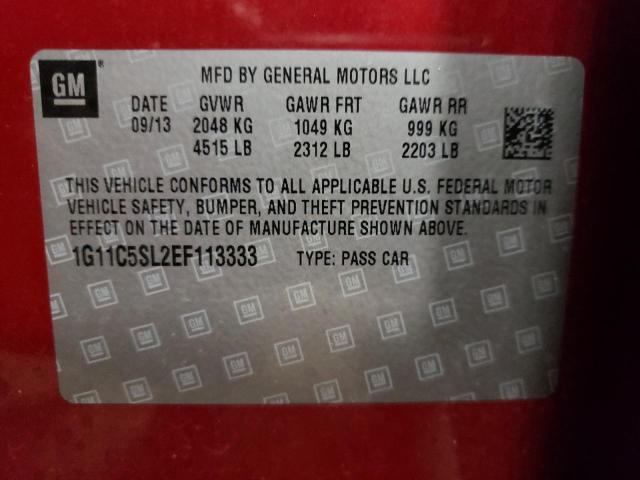 GM
MFD BY GENERAL MOTORS LLC
DATE GVWR GAWR FRT GAWR RR
09/13 2048 KG 1049 KG 999 KG
4515 LB 2312 LB 2203 LB
THIS VEHICLE CONFORMS TO ALL APPLICABLE U.S. FEDERAL MOTOR
VEHICLE SAFETY, BUMPER, AND THEFT PREVENTION STANDARDS IN
EFFECT ON THE DATE OF MANUFACTURE SHOWN ABOVE.
1G11C5SL2EF113333 TYPE: PASS CAR